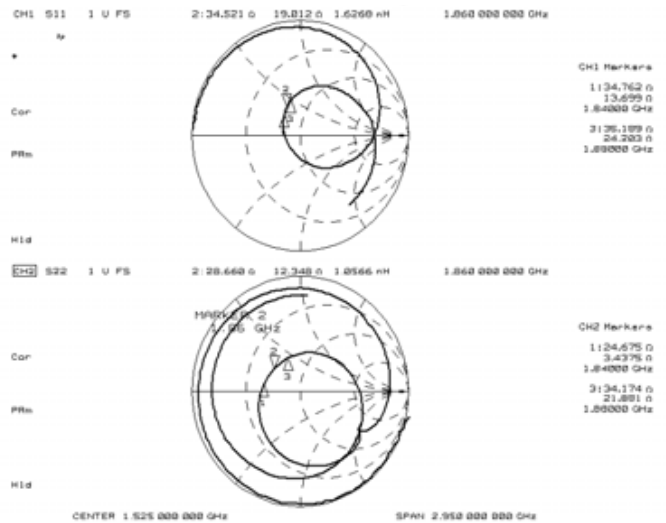 CH1 S11 1 U FS 2:34.521 Ω 19.012 Ω 1.6268 nH 1.860 000 000 GHz
CH1 Markers
1:34.762 Ω
13.699 Ω
1.84000 GHz
Cor
3:35.189 Ω
24.203 Ω
1.88000 GHz
PRm
Hld
CH2 S22 1 U FS 2:28.660 Ω 12.348 Ω 1.0566 nH 1.860 000 000 GHz
MARKER 2
1.86 GHz
CH2 Markers
1:24.675 Ω
3.4375 Ω
1.84000 GHz
Cor
3:34.174 Ω
21.881 Ω
1.88000 GHz
PRm
Hld
CENTER 1.525 000 000 GHz SPAN 2.950 000 000 GHz